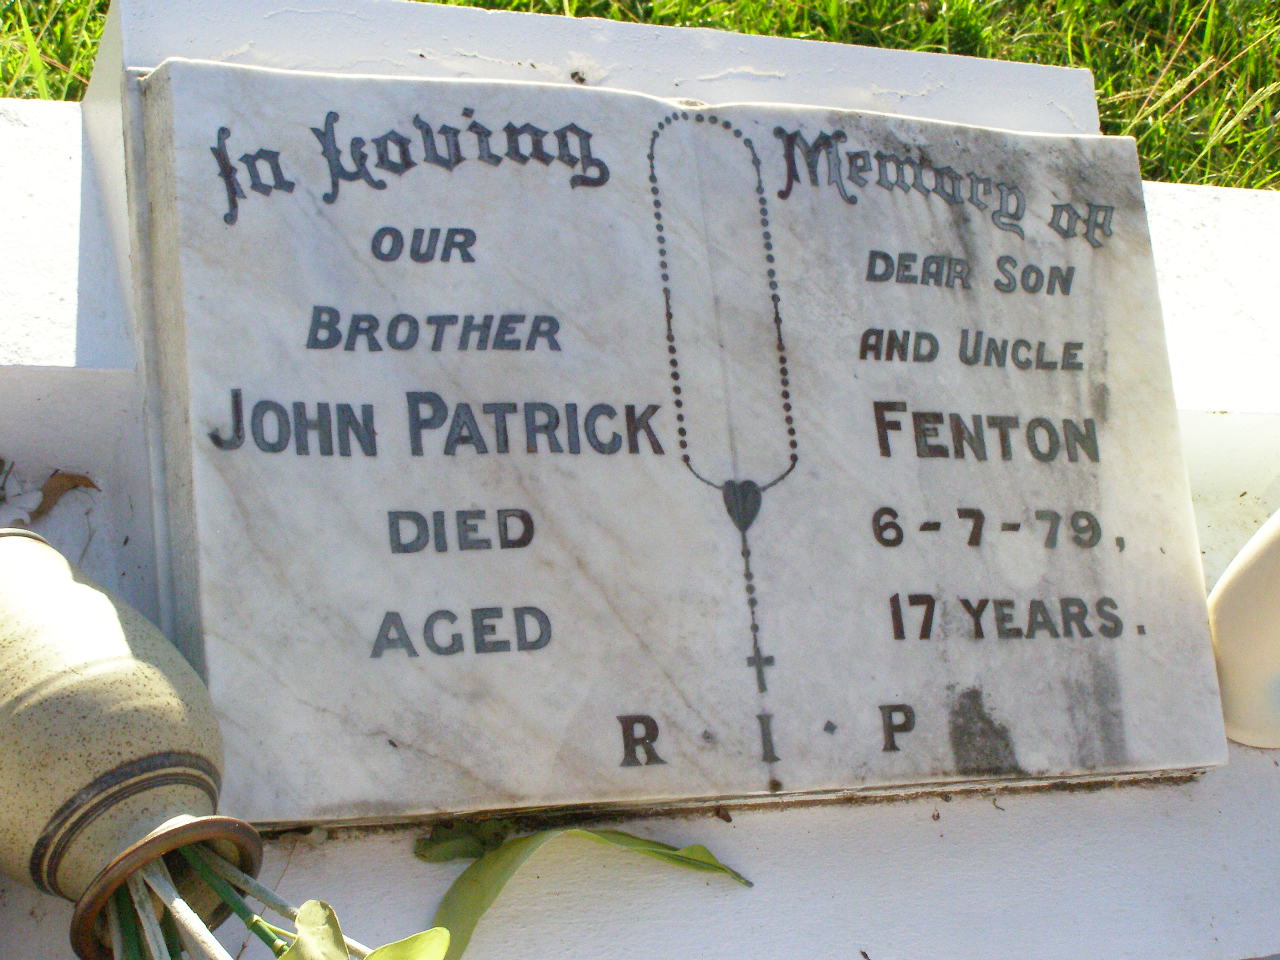 In Loving Memory of
OUR DEAR SON
BROTHER AND UNCLE
JOHN PATRICK FENTON
DIED 6-7-79,
AGED 17 YEARS.
R·I·P